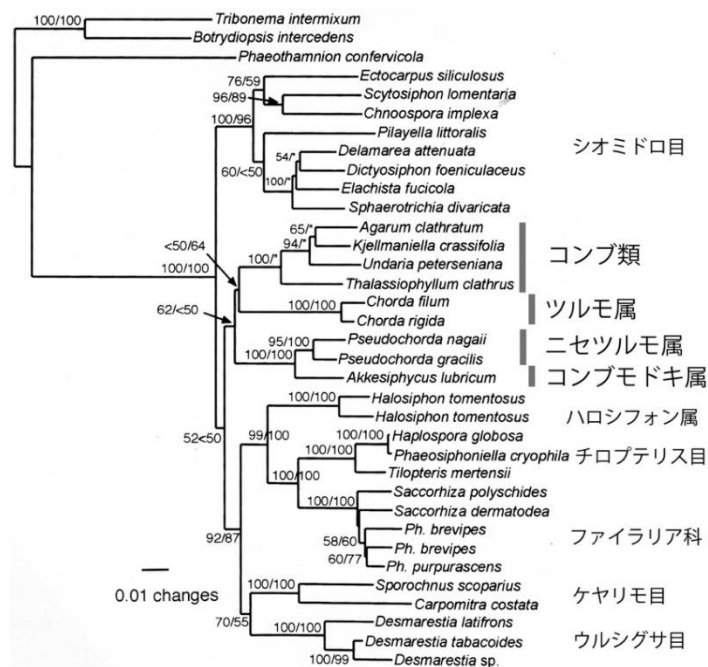 100/100
Tribonema intermixum
Botrydiopsis intercedens
Phaeothamnion confervicola
76/59
Ectocarpus siliculosus
96/89
Scytosiphon lomentaria
Chnoospora implexa
100/96
Pilayella littoralis
シオミドロ目
54/*
Delamarea attenuata
60/<50
Dictyosiphon foeniculaceus
100/*
Elachista fucicola
Sphaerotrichia divaricata
65/*
Agarum clathratum
<50/64
94/*
Kjellmaniella crassifolia
コンブ類
100/*
Undaria peterseniana
100/100
Thalassiophyllum clathrus
62/<50
100/100
Chorda filum
ツルモ属
Chorda rigida
95/100
Pseudochorda nagaii
ニセツルモ属
100/100
Pseudochorda gracilis
Akkesiphycus lubricum
コンブモドキ属
100/100
Halosiphon tomentosus
Halosiphon tomentosus
ハロシフォン属
52<50
99/100
100/100
Haplospora globosa
100/100
Phaeosiphoniella cryophila
チロプテリス目
Tilopteris mertensii
100/100
100/100
Saccorhiza polyschides
Saccorhiza dermatodea
92/87
58/60
Ph. brevipes
ファイラリア科
60/77
Ph. brevipes
Ph. purpurascens
0.01 changes
100/100
Sporochnus scoparius
ケヤリモ目
Carpomitra costata
70/55
100/100
Desmarestia latifrons
Desmarestia tabacoides
ウルシグサ目
100/99
Desmarestia sp.